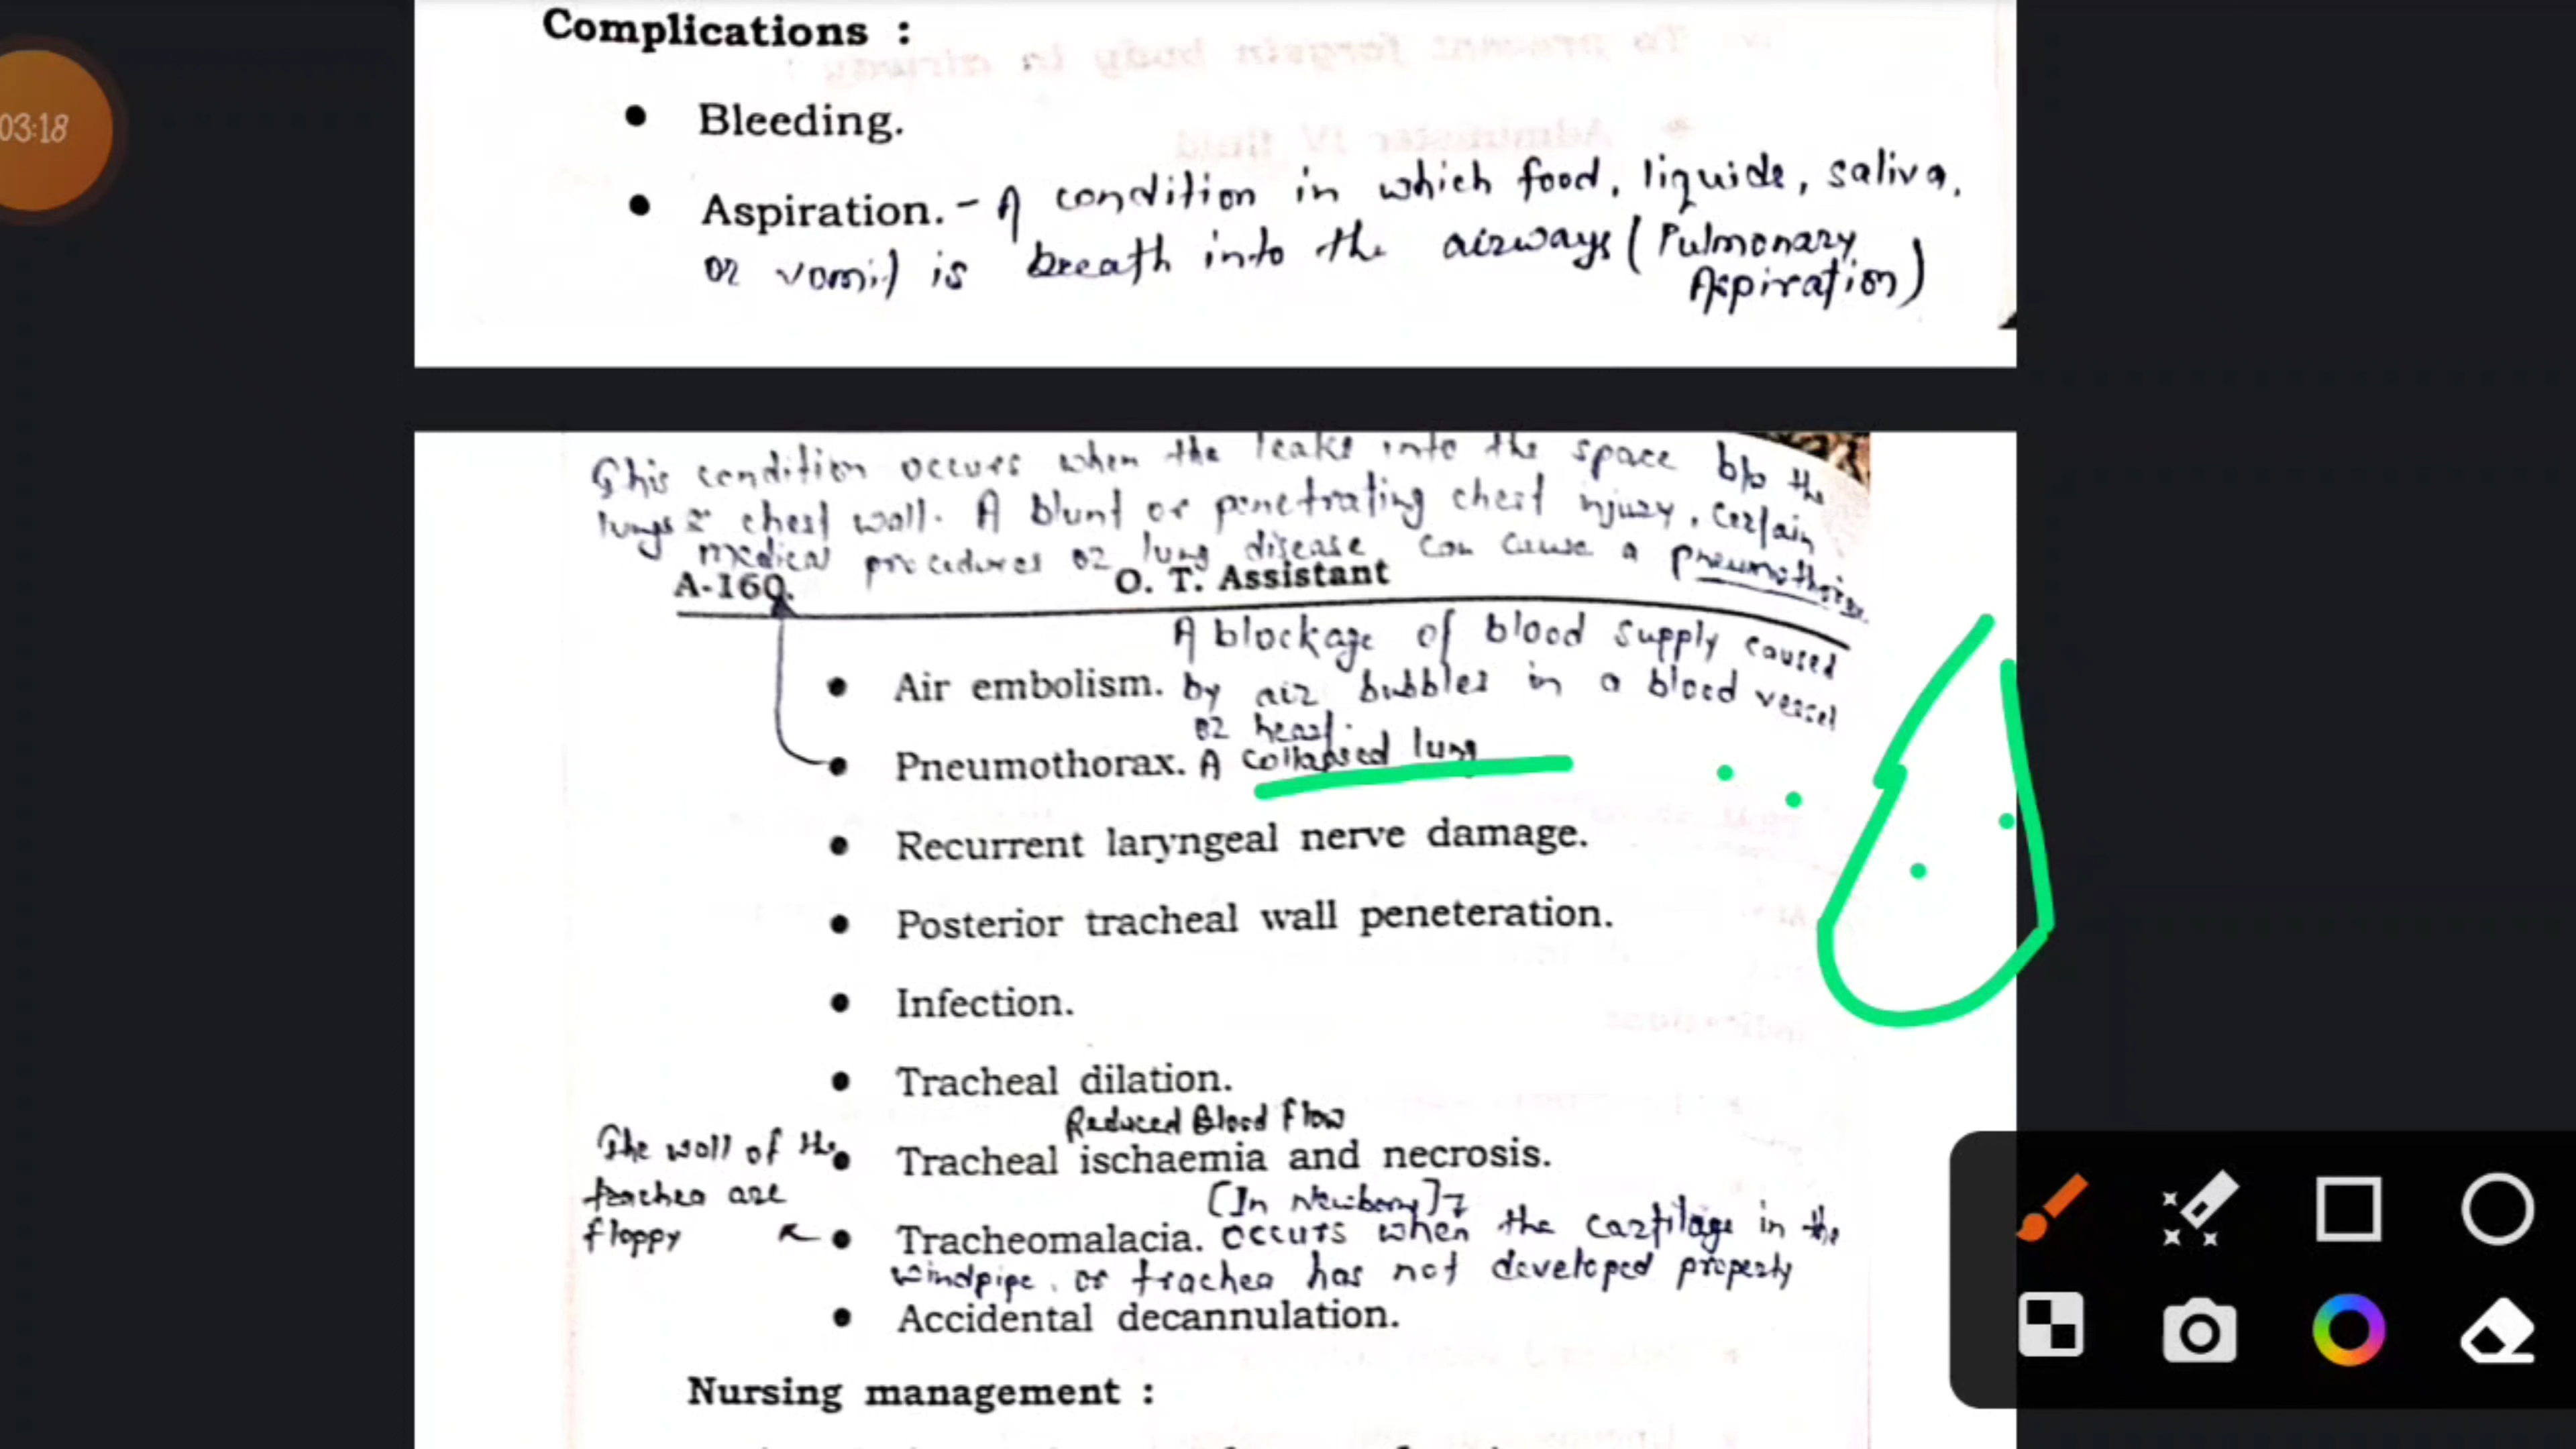 03:18
Complications :
• Bleeding.
• Aspiration. - A condition in which food, liquide, saliva,
or vomit is breath into the airways (Pulmonary
Aspiration)
This condition occurs when the leaks into the space b/w the
lungs & chest wall. A blunt or penetrating chest injury, certain
medical procedures or lung disease can cause a pneumothorax.
A-160. O. T. Assistant
A blockage of blood supply caused
• Air embolism. by air bubbles in a blood vessel
or heart.
• Pneumothorax. A collapsed lung
• Recurrent laryngeal nerve damage.
• Posterior tracheal wall peneteration.
• Infection.
• Tracheal dilation.
Reduced Blood Flow
The wall of the
• Tracheal ischaemia and necrosis.
trachea are
[In Newborn]
floppy
• Tracheomalacia. occurs when the cartilage in the
windpipe, or trachea has not developed properly
• Accidental decannulation.
Nursing management :